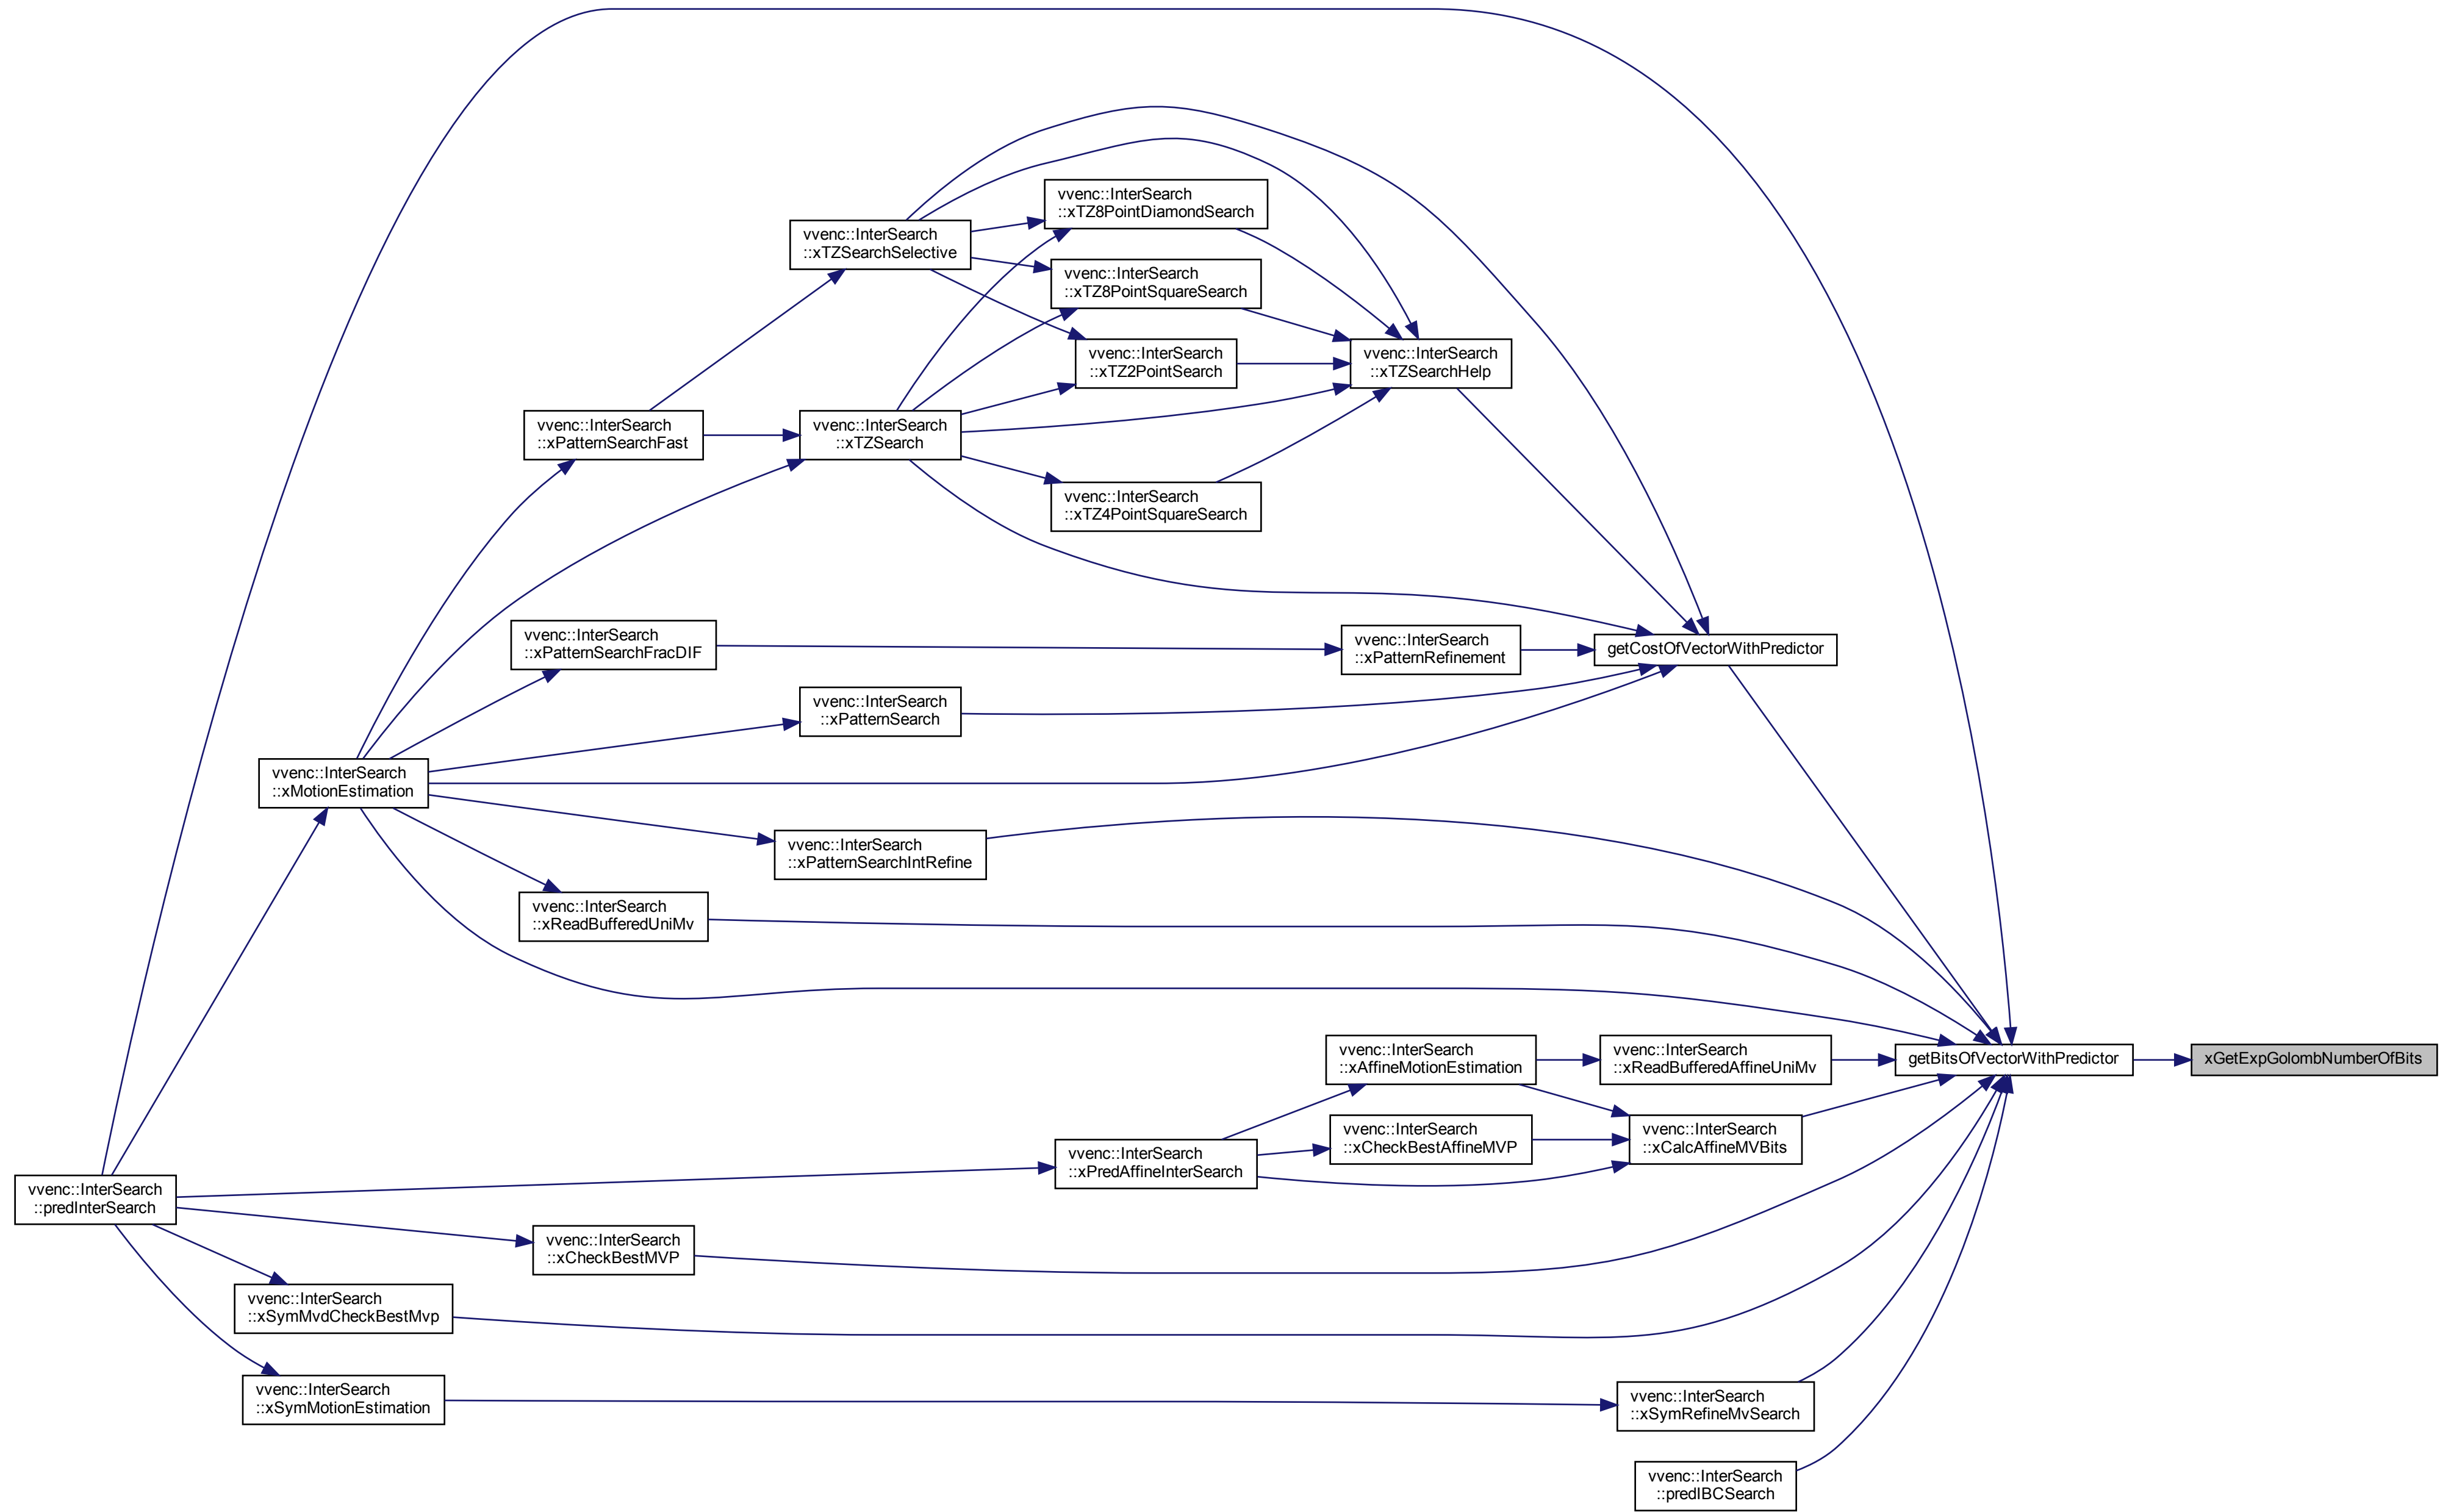 vvenc::InterSearch
::xTZ8PointDiamondSearch
vvenc::InterSearch
::xTZSearchSelective
vvenc::InterSearch
::xTZ8PointSquareSearch
vvenc::InterSearch
::xTZ2PointSearch
vvenc::InterSearch
::xTZSearchHelp
vvenc::InterSearch
::xPatternSearchFast
vvenc::InterSearch
::xTZSearch
vvenc::InterSearch
::xTZ4PointSquareSearch
vvenc::InterSearch
::xPatternSearchFracDIF
vvenc::InterSearch
::xPatternRefinement
getCostOfVectorWithPredictor
vvenc::InterSearch
::xPatternSearch
vvenc::InterSearch
::xMotionEstimation
vvenc::InterSearch
::xPatternSearchIntRefine
vvenc::InterSearch
::xReadBufferedUniMv
vvenc::InterSearch
::xAffineMotionEstimation
vvenc::InterSearch
::xReadBufferedAffineUniMv
getBitsOfVectorWithPredictor
xGetExpGolombNumberOfBits
vvenc::InterSearch
::xCheckBestAffineMVP
vvenc::InterSearch
::xCalcAffineMVBits
vvenc::InterSearch
::xPredAffineInterSearch
vvenc::InterSearch
::predInterSearch
vvenc::InterSearch
::xCheckBestMVP
vvenc::InterSearch
::xSymMvdCheckBestMvp
vvenc::InterSearch
::xSymMotionEstimation
vvenc::InterSearch
::xSymRefineMvSearch
vvenc::InterSearch
::predIBCSearch